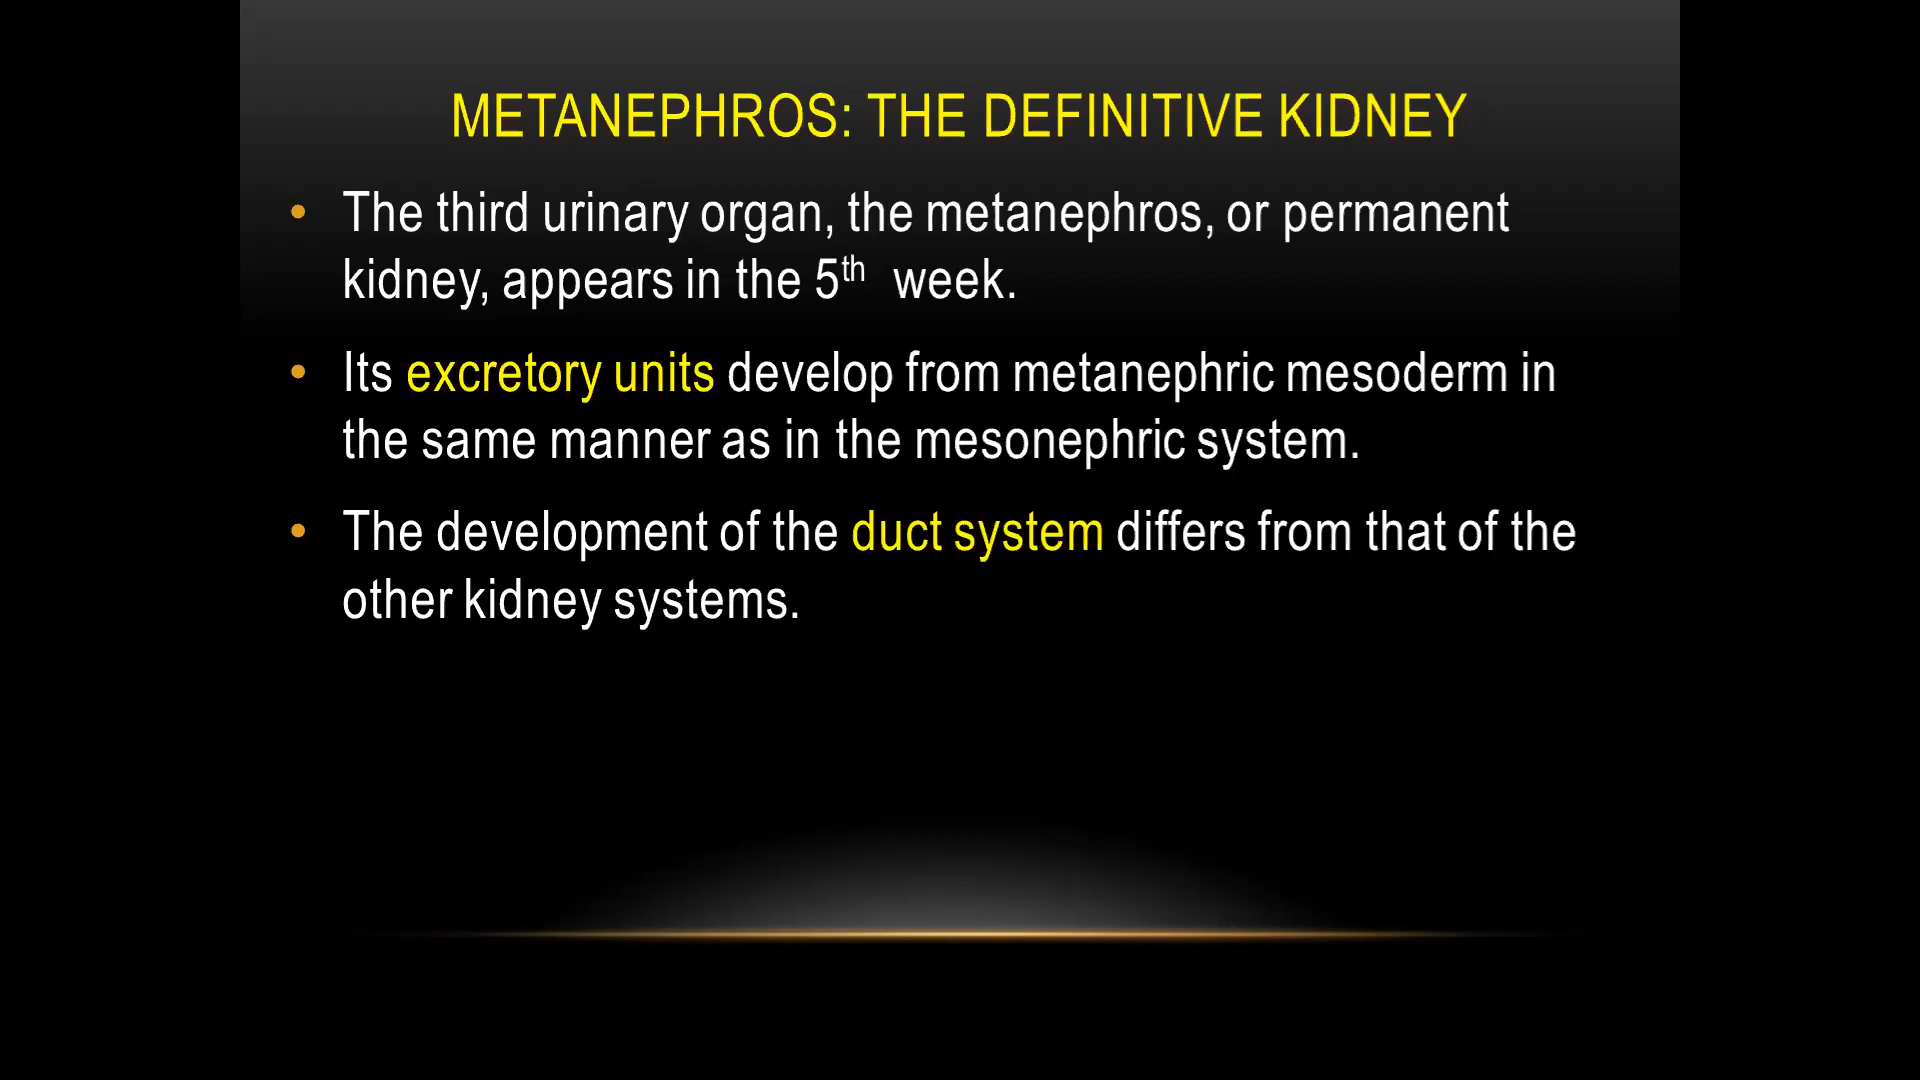 METANEPHROS: THE DEFINITIVE KIDNEY
• The third urinary organ, the metanephros, or permanent
kidney, appears in the 5th week.
• Its excretory units develop from metanephric mesoderm in
the same manner as in the mesonephric system.
• The development of the duct system differs from that of the
other kidney systems.